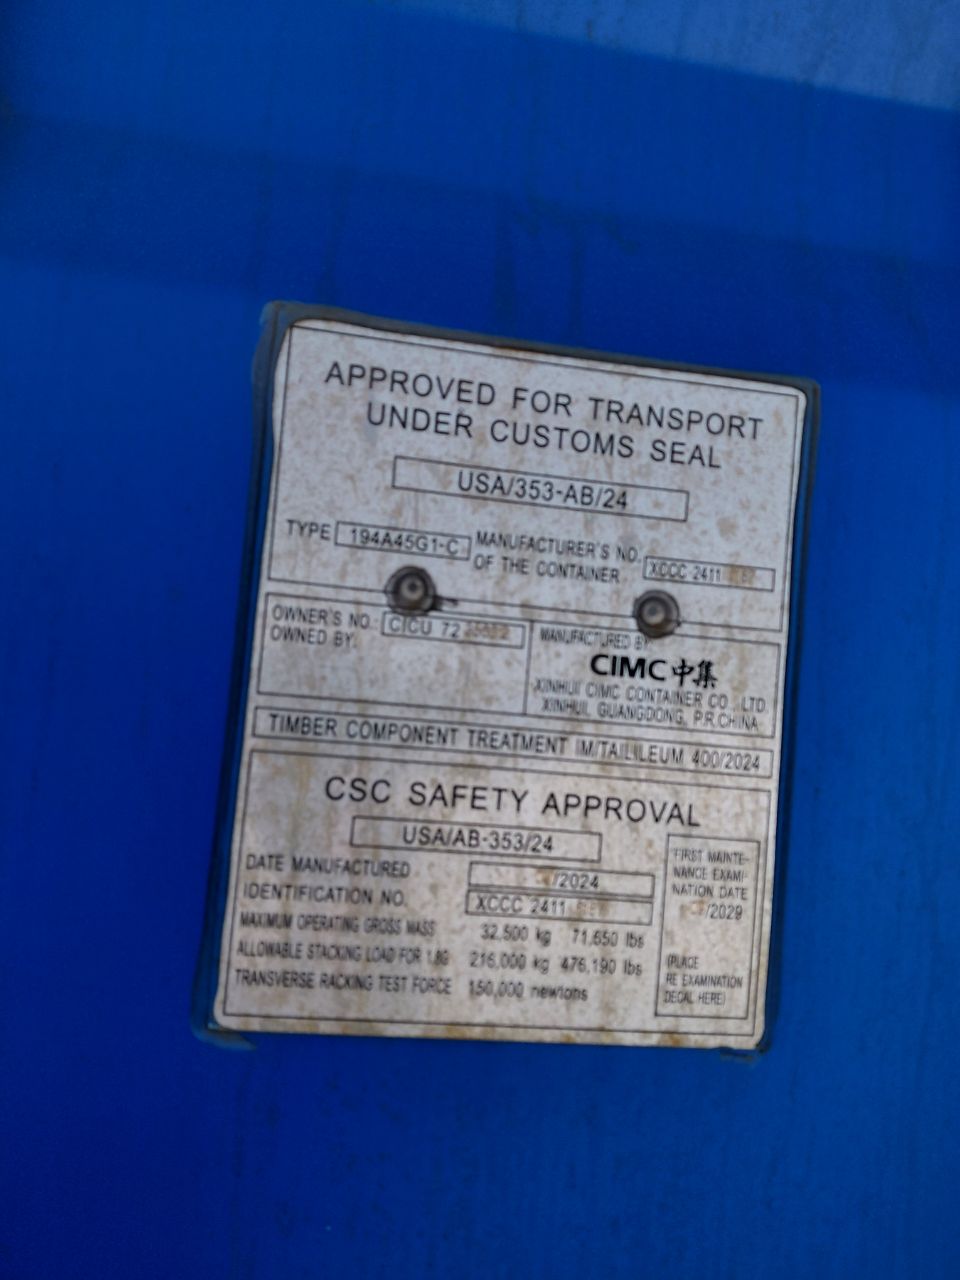 APPROVED FOR TRANSPORT
UNDER CUSTOMS SEAL
USA/353-AB/24
TYPE 194A45G1-C MANUFACTURER'S NO. OF THE CONTAINER XCCC 2411
OWNER'S NO.: CICU 72
OWNED BY:
MANUFACTURED BY:
CIMC 中集
XINHUI CIMC CONTAINER CO., LTD
XINHUI, GUANGDONG, P.R.CHINA
TIMBER COMPONENT TREATMENT IM/TAILILEUM 400/2024
CSC SAFETY APPROVAL
USA/AB-353/24
DATE MANUFACTURED /2024
IDENTIFICATION NO. XCCC 2411
MAXIMUM OPERATING GROSS MASS 32,500 kg 71,650 lbs
ALLOWABLE STACKING LOAD FOR 1.8G 216,000 kg 476,190 lbs
TRANSVERSE RACKING TEST FORCE 150,000 newtons
FIRST MAINTE-
NANCE EXAMI-
NATION DATE
/2029
(PLACE
RE EXAMINATION
DECAL HERE)